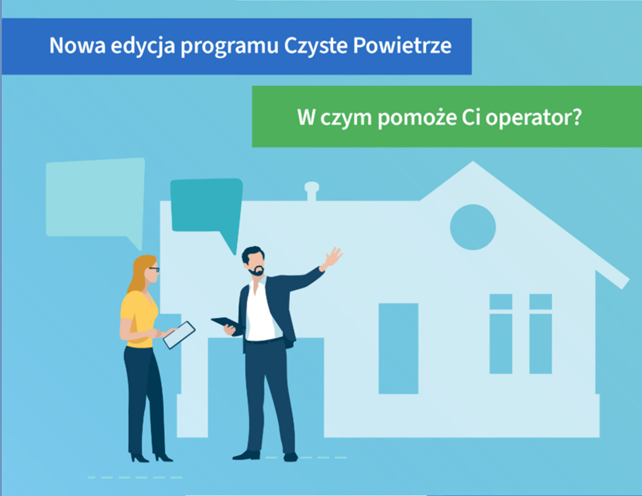 Nowa edycja programu Czyste Powietrze
W czym pomoże Ci operator?